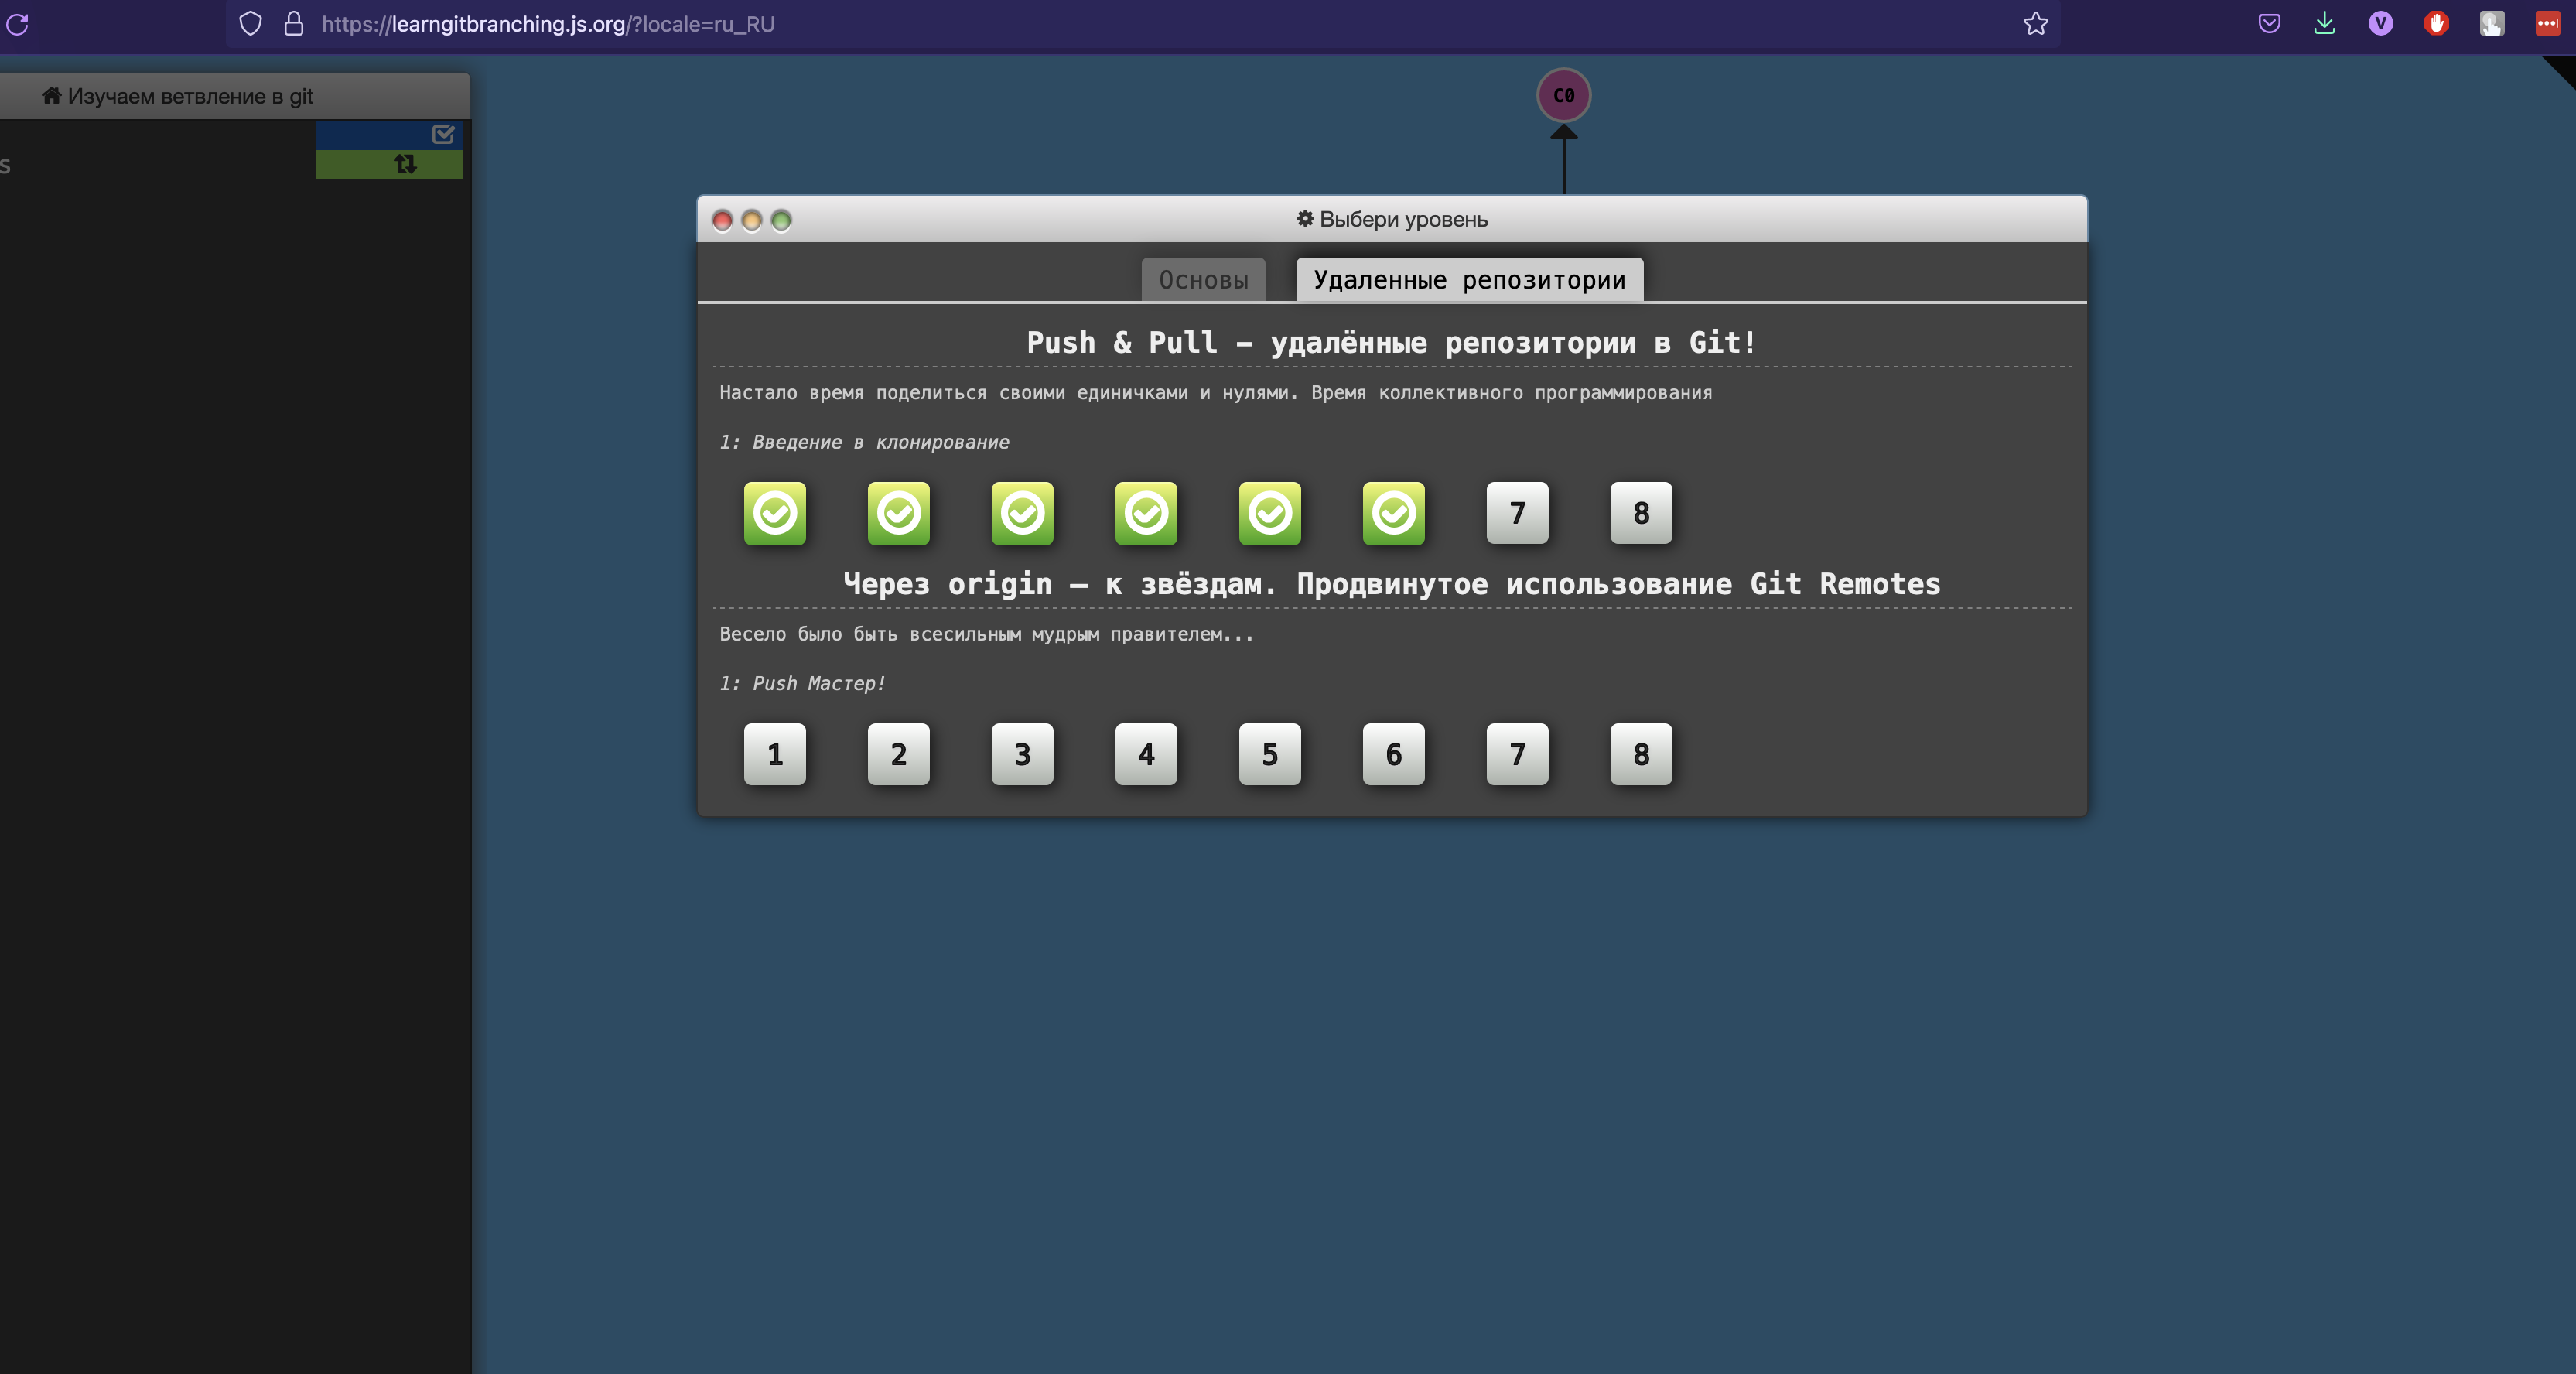 https://learngitbranching.js.org/?locale=ru_RU
V
Изучаем ветвление в git
s
C0
Выбери уровень
Основы
Удаленные репозитории
Push & Pull – удалённые репозитории в Git!
Настало время поделиться своими единичками и нулями. Время коллективного программирования
1: Введение в клонирование
7 8
Через origin – к звёздам. Продвинутое использование Git Remotes
Весело было быть всесильным мудрым правителем...
1: Push Мастер!
1 2 3 4 5 6 7 8